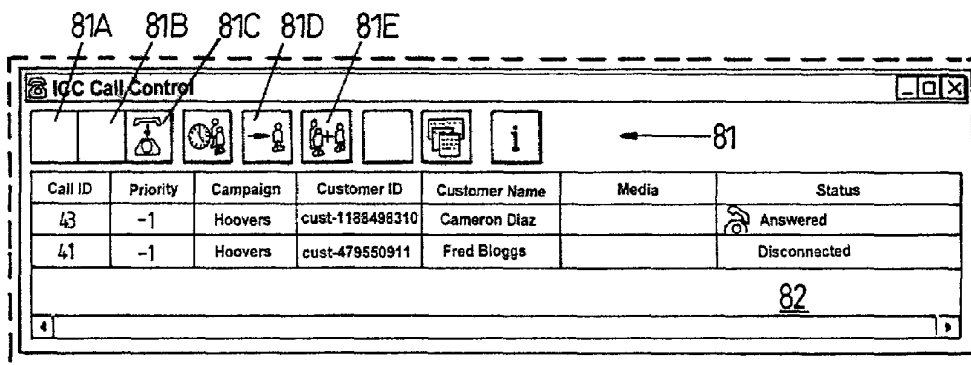 81A 81B 81C 81D 81E
ICC Call Control
i 81
Call ID Priority Campaign Customer ID Customer Name Media Status
43 -1 Hoovers cust-1188498310 Cameron Diaz Answered
41 -1 Hoovers cust-479550911 Fred Bloggs Disconnected
82